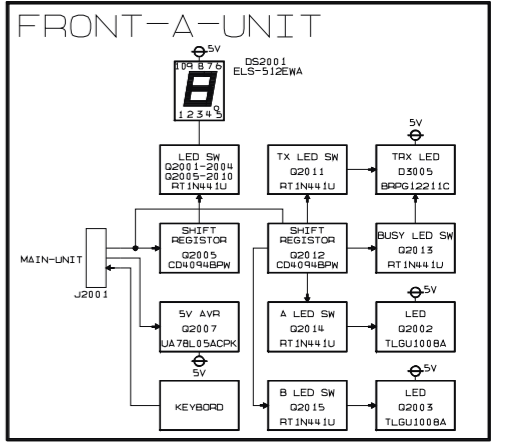 FRONT-A-UNIT
5V
DS2001
ELS-512EWA
10 9 8 7 6
1 2 3 4 5
LED SW
Q2001-2004
Q2005-2010
RT1N441U
TX LED SW
Q2011
RT1N441U
5V
TRX LED
D3005
BRPG12211C
MAIN-UNIT
J2001
SHIFT
REGISTOR
Q2005
CD4094BPW
SHIFT
REGISTOR
Q2012
CD4094BPW
BUSY LED SW
Q2013
RT1N441U
5V AVR
Q2007
UA78L05ACPK
5V
A LED SW
Q2014
RT1N441U
5V
LED
Q2002
TLGU1008A
KEYBORD
B LED SW
Q2015
RT1N441U
5V
LED
Q2003
TLGU1008A